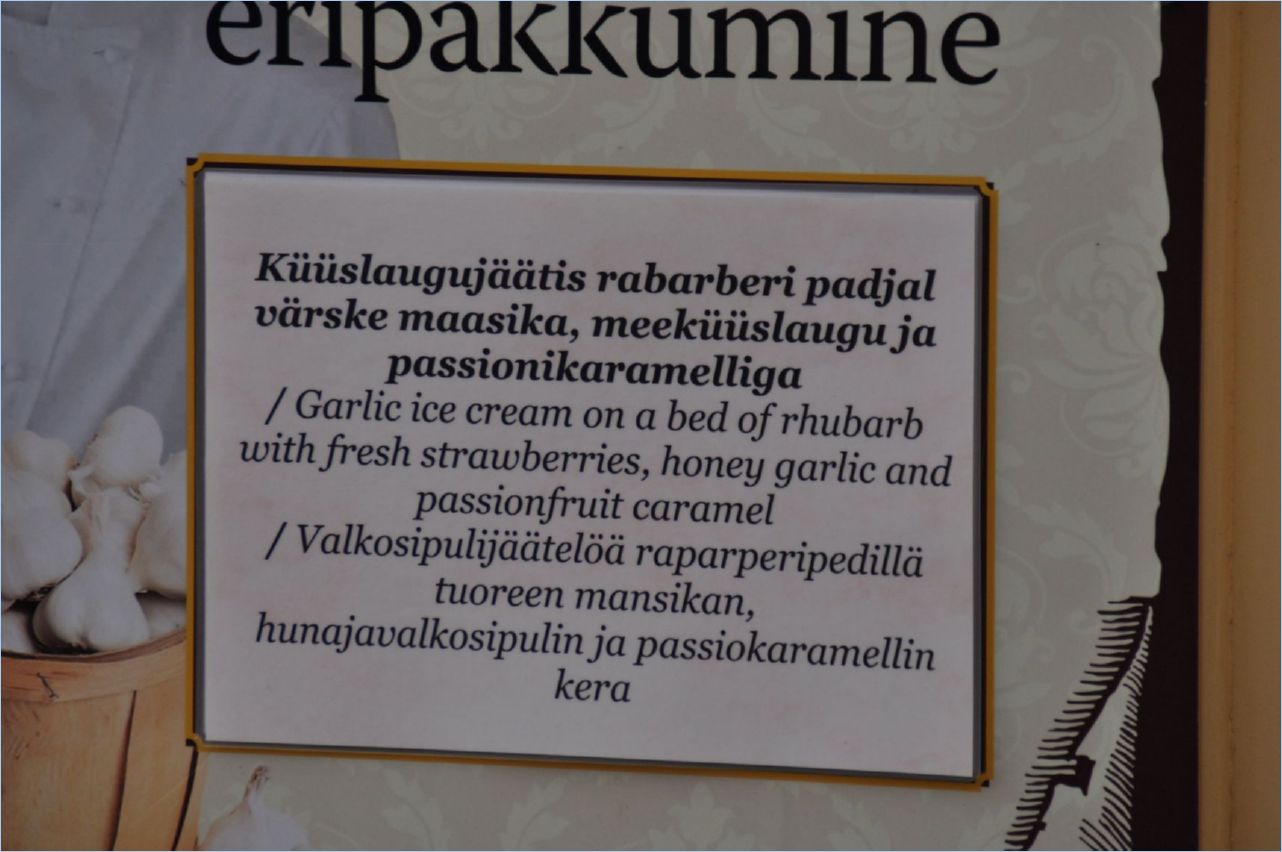 eripakkumine
Küüslaugujäätis rabarberi padjal
värske maasika, meeküüslaugu ja
passionikaramelliga
/ Garlic ice cream on a bed of rhubarb
with fresh strawberries, honey garlic and
passionfruit caramel
/ Valkosipulijäätelöä raparperipedillä
tuoreen mansikan,
hunajavalkosipulin ja passiokaramellin
kera